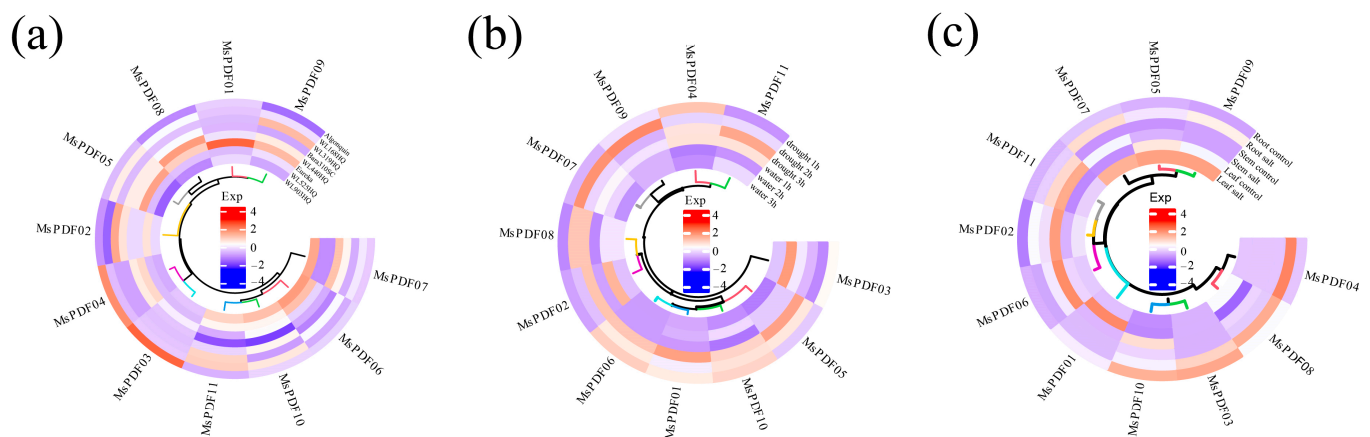 (a)
MsPDF09
MsPDF01
MsPDF08
MsPDF05
MsPDF02
MsPDF04
MsPDF03
MsPDF11
MsPDF10
MsPDF06
MsPDF07
Algonquin
WL168HQ
WL319HQ
WL440HQ
Eureka
WL525HQ
WL903HQ
Exp
4
2
0
−2
−4
(b)
MsPDF11
MsPDF04
MsPDF09
MsPDF07
MsPDF08
MsPDF02
MsPDF06
MsPDF01
MsPDF10
MsPDF05
MsPDF03
drought 1h
drought 2h
drought 3h
water 1h
water 2h
water 3h
Exp
4
2
0
−2
−4
(c)
MsPDF09
MsPDF05
MsPDF07
MsPDF11
MsPDF02
MsPDF06
MsPDF01
MsPDF10
MsPDF03
MsPDF08
MsPDF04
Root control
Root salt
Stem control
Stem salt
Leaf control
Leaf salt
Exp
4
2
0
−2
−4